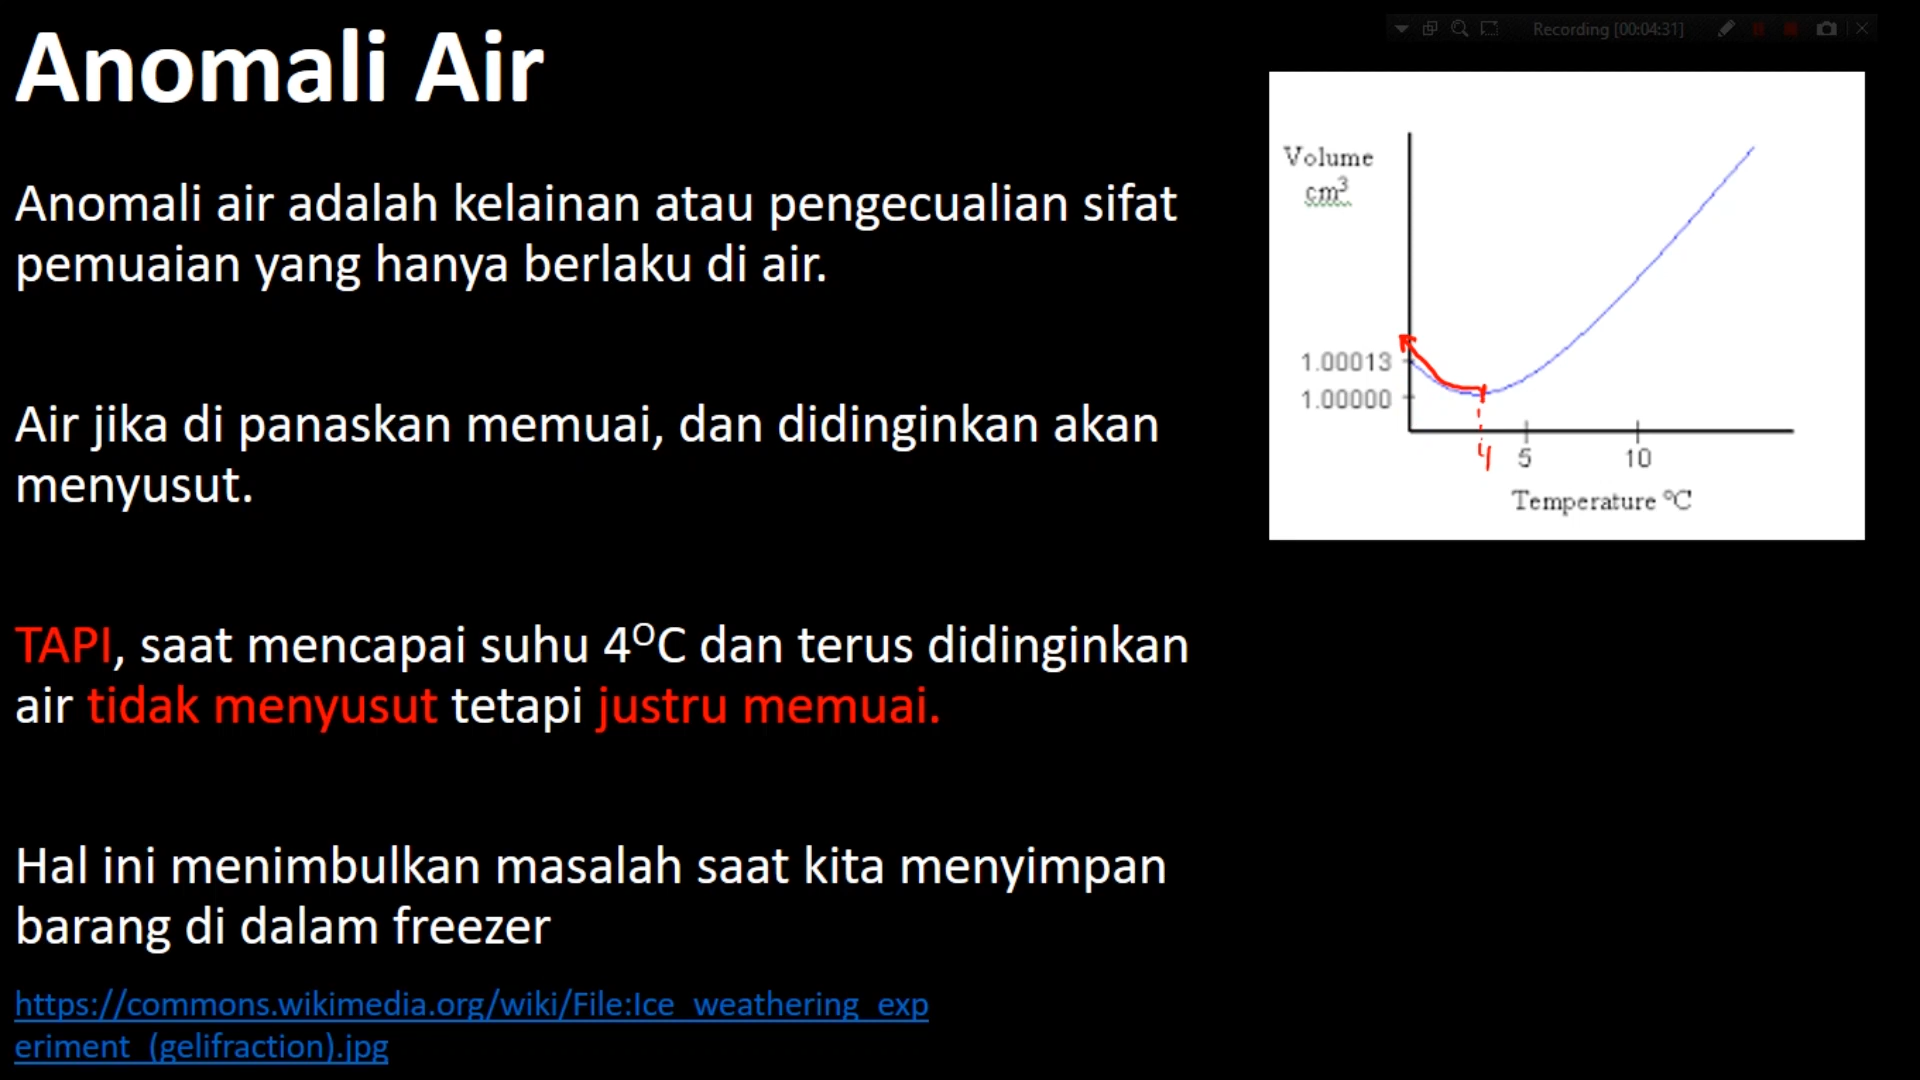 Anomali Air
Recording [00:04:31]
Anomali air adalah kelainan atau pengecualian sifat
pemuaian yang hanya berlaku di air.
Air jika di panaskan memuai, dan didinginkan akan
menyusut.
TAPI, saat mencapai suhu 4ᴼC dan terus didinginkan
air tidak menyusut tetapi justru memuai.
Hal ini menimbulkan masalah saat kita menyimpan
barang di dalam freezer
https://commons.wikimedia.org/wiki/File:Ice_weathering_exp
eriment_(gelifraction).jpg
Volume
cm³
1.00013
1.00000
4
5
10
Temperature ºC